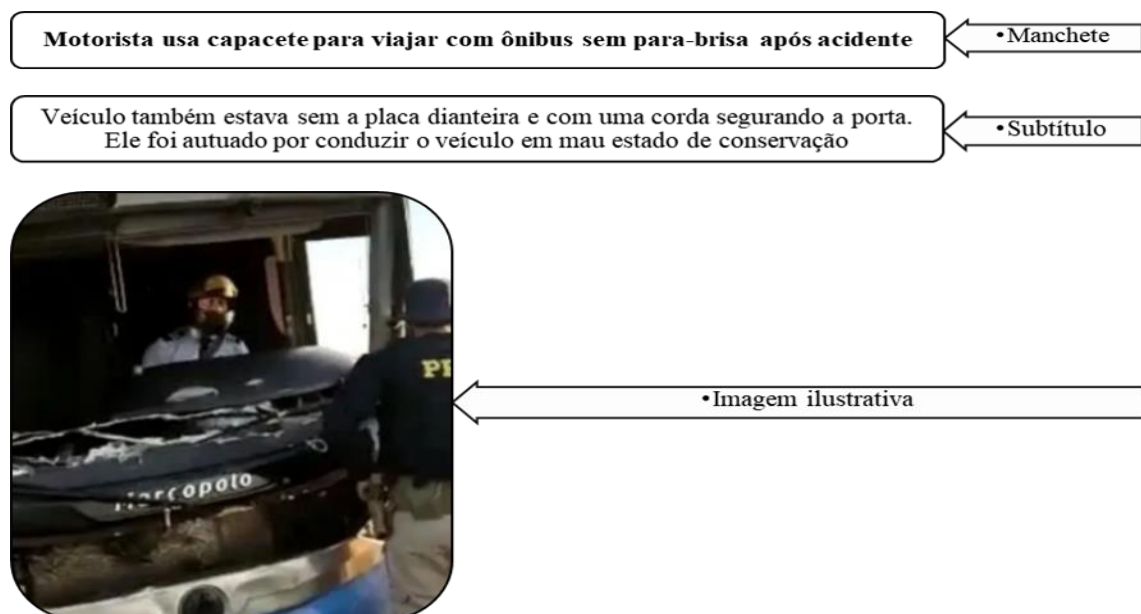 Motorista usa capacete para viajar com ônibus sem para-brisa após acidente
•Manchete
Veículo também estava sem a placa dianteira e com uma corda segurando a porta.
Ele foi autuado por conduzir o veículo em mau estado de conservação
•Subtítulo
•Imagem ilustrativa
Marcopolo